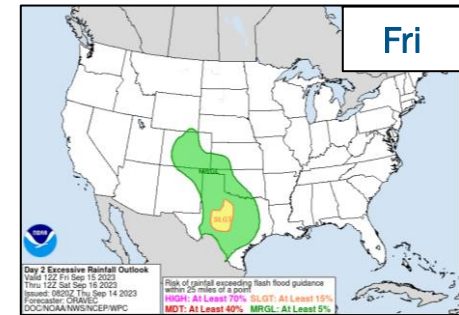 Fri
MRGL
SLGT
NOAA
Day 2 Excessive Rainfall Outlook
Valid 12Z Fri Sep 15 2023
Thru 12Z Sat Sep 16 2023
Issued: 0820Z Thu Sep 14 2023
Forecaster: ORAVEC
DOC/NOAA/NWS/NCEP/WPC
Risk of rainfall exceeding flash flood guidance
within 25 miles of a point
HIGH: At Least 70% SLGT: At Least 15%
MDT: At Least 40% MRGL: At Least 5%